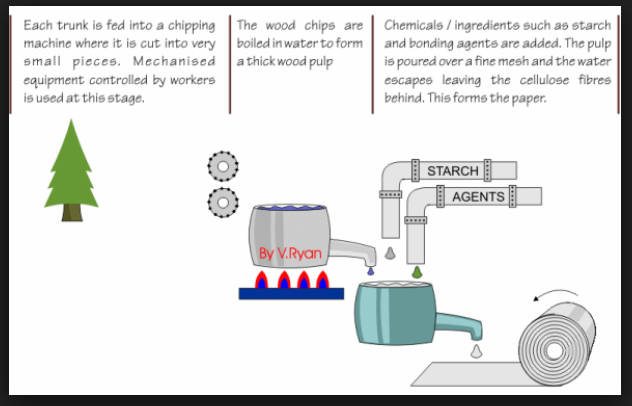 Each trunk is fed into a chipping
machine where it is cut into very
small pieces. Mechanised
equipment controlled by workers
is used at this stage.
The wood chips are
boiled in water to form
a thick wood pulp
Chemicals / ingredients such as starch
and bonding agents are added. The pulp
is poured over a fine mesh and the water
escapes leaving the cellulose fibres
behind. This forms the paper.
STARCH
AGENTS
By V.Ryan